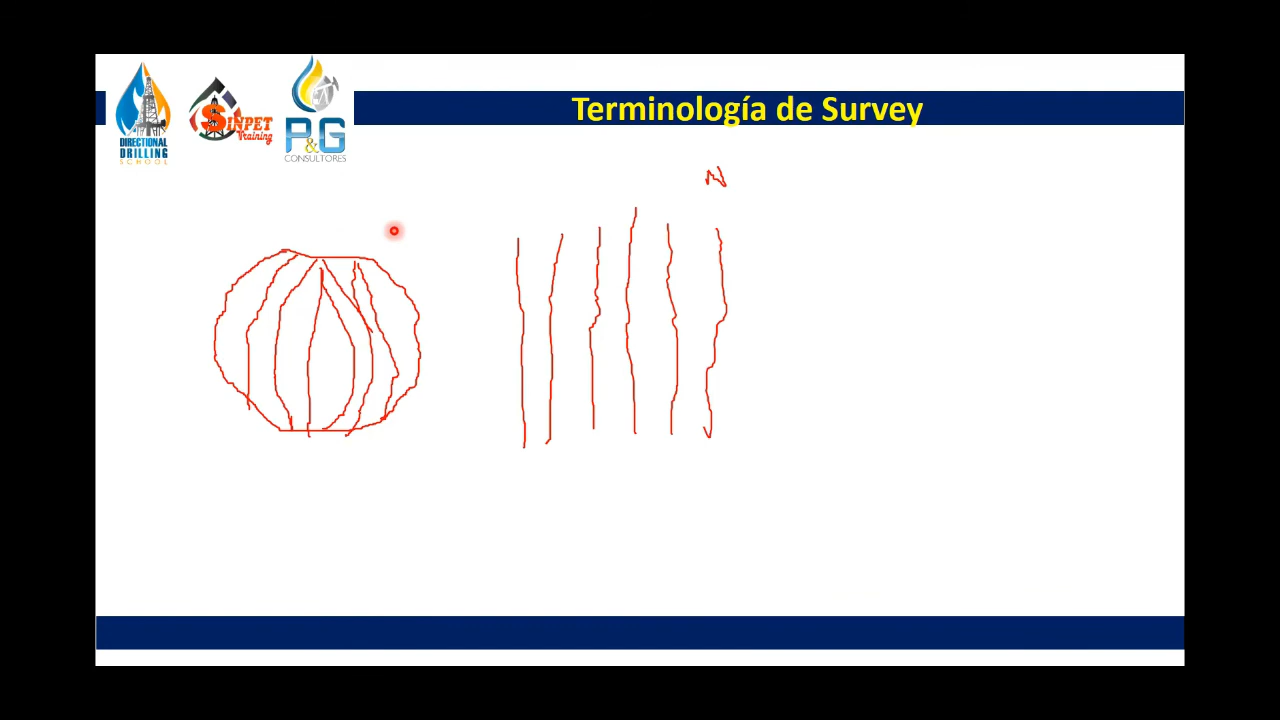 Terminología de Survey
DIRECTIONAL
DRILLING
SCHOOL
SINPET
Training
P&G
CONSULTORES
N